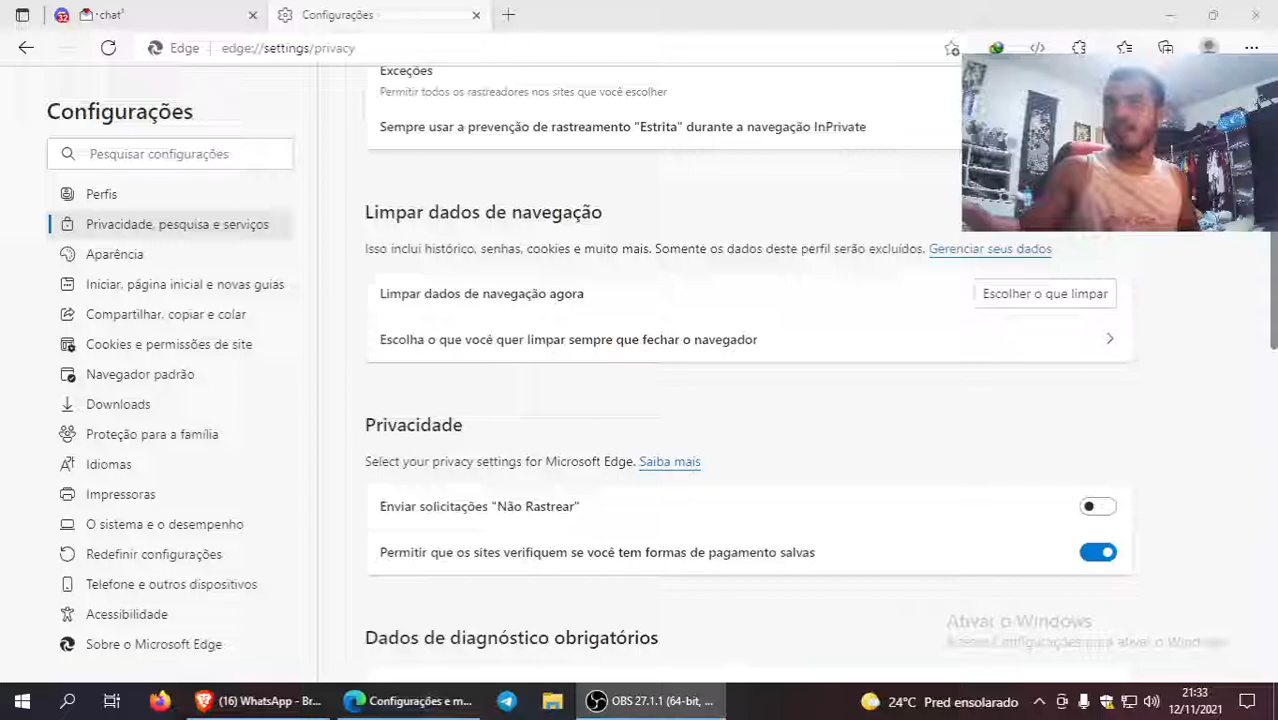 32
chat
Configurações
Edge
edge://settings/privacy
Configurações
Pesquisar configurações
Perfis
Privacidade, pesquisa e serviços
Aparência
Iniciar, página inicial e novas guias
Compartilhar, copiar e colar
Cookies e permissões de site
Navegador padrão
Downloads
Proteção para a família
Idiomas
Impressoras
O sistema e o desempenho
Redefinir configurações
Telefone e outros dispositivos
Acessibilidade
Sobre o Microsoft Edge
Exceções
Permitir todos os rastreadores nos sites que você escolher
Sempre usar a prevenção de rastreamento "Estrita" durante a navegação InPrivate
Limpar dados de navegação
Isso inclui histórico, senhas, cookies e muito mais. Somente os dados deste perfil serão excluídos. Gerenciar seus dados
Limpar dados de navegação agora
Escolher o que limpar
Escolha o que você quer limpar sempre que fechar o navegador
Privacidade
Select your privacy settings for Microsoft Edge. Saiba mais
Enviar solicitações "Não Rastrear"
Permitir que os sites verifiquem se você tem formas de pagamento salvas
Dados de diagnóstico obrigatórios
Ativar o Windows
Acesse Configurações para ativar o Windows
(16) WhatsApp - Br...
Configurações e m...
OBS 27.1.1 (64-bit, ...
24°C Pred ensolarado
21:33
12/11/2021